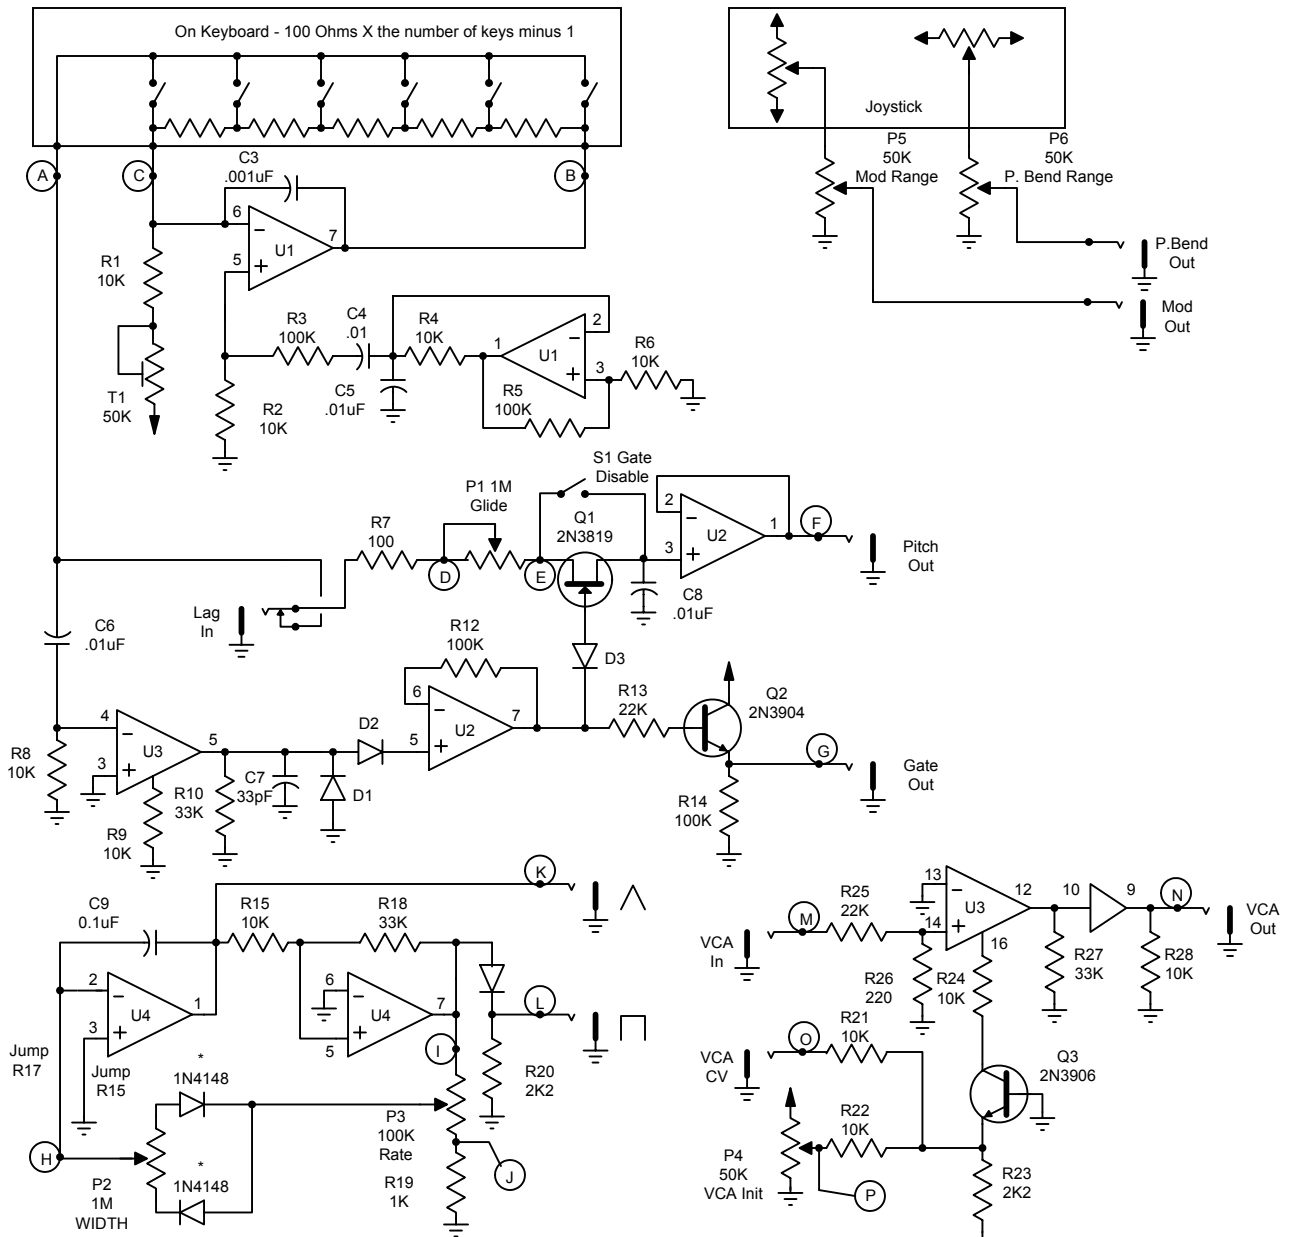 On Keyboard - 100 Ohms X the number of keys minus 1
Joystick
A
C
B
C3
.001uF
6
5
7
U1
R1
10K
T1
50K
R2
10K
R3
100K
C4
.01
C5
.01uF
R4
10K
1
2
3
U1
R5
100K
R6
10K
P5
50K
Mod Range
P6
50K
P. Bend Range
P.Bend
Out
Mod
Out
S1 Gate
Disable
P1 1M
Glide
R7
100
D
E
Q1
2N3819
2
3
1
U2
F
Pitch
Out
C8
.01uF
Lag
In
C6
.01uF
R12
100K
D3
R13
22K
Q2
2N3904
6
5
7
U2
G
Gate
Out
R14
100K
4
3
5
U3
R8
10K
R9
10K
R10
33K
C7
33pF
D2
D1
K
C9
0.1uF
R15
10K
R18
33K
2
3
1
U4
6
5
7
U4
L
I
Jump
R17
Jump
R15
*
1N4148
*
1N4148
H
P2
1M
WIDTH
P3
100K
Rate
R19
1K
J
R20
2K2
VCA
In
M
R25
22K
13
14
12
16
U3
10
9
N
VCA
Out
R26
220
R24
10K
R27
33K
R28
10K
VCA
CV
O
R21
10K
Q3
2N3906
R22
10K
P4
50K
VCA Init
P
R23
2K2